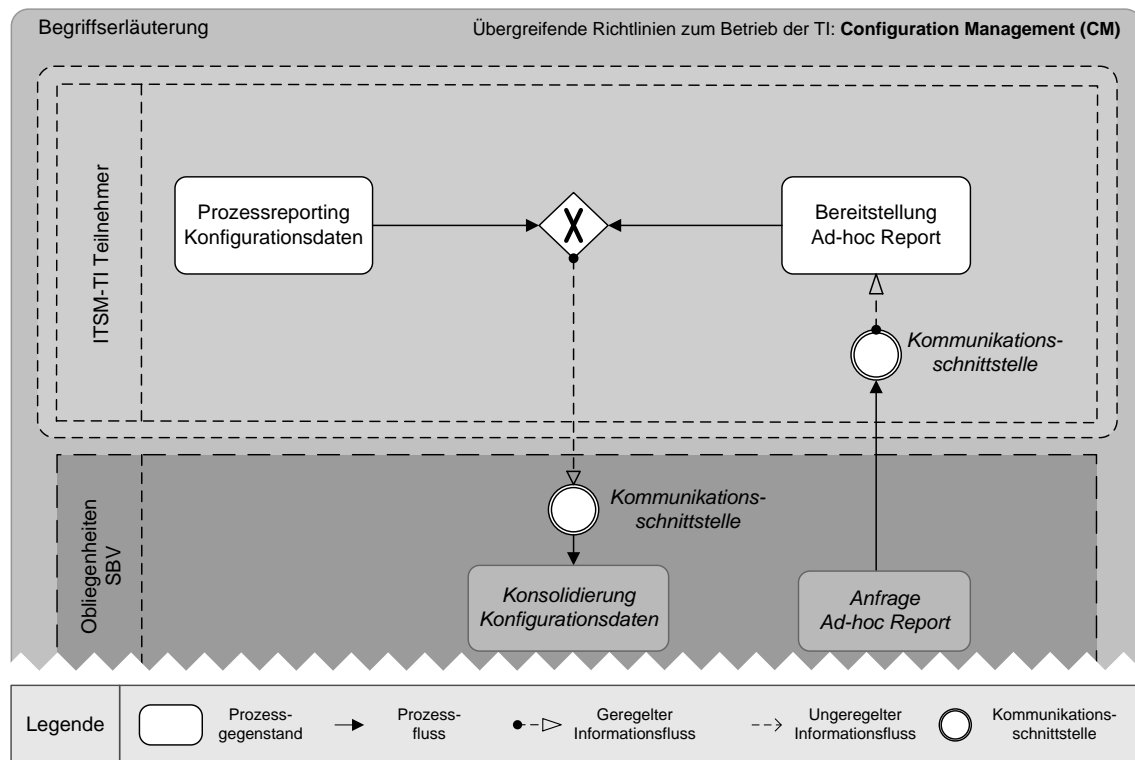 Begriffserläuterung
Übergreifende Richtlinien zum Betrieb der TI: Configuration Management (CM)
ITSM-TI Teilnehmer
Prozessreporting
Konfigurationsdaten
X
Bereitstellung
Ad-hoc Report
Kommunikations-
schnittstelle
Obliegenheiten
SBV
Kommunikations-
schnittstelle
Konsolidierung
Konfigurationsdaten
Anfrage
Ad-hoc Report
Legende
Prozess-
gegenstand
Prozess-
fluss
Geregelter
Informationsfluss
Ungeregelter
Informationsfluss
Kommunikations-
schnittstelle